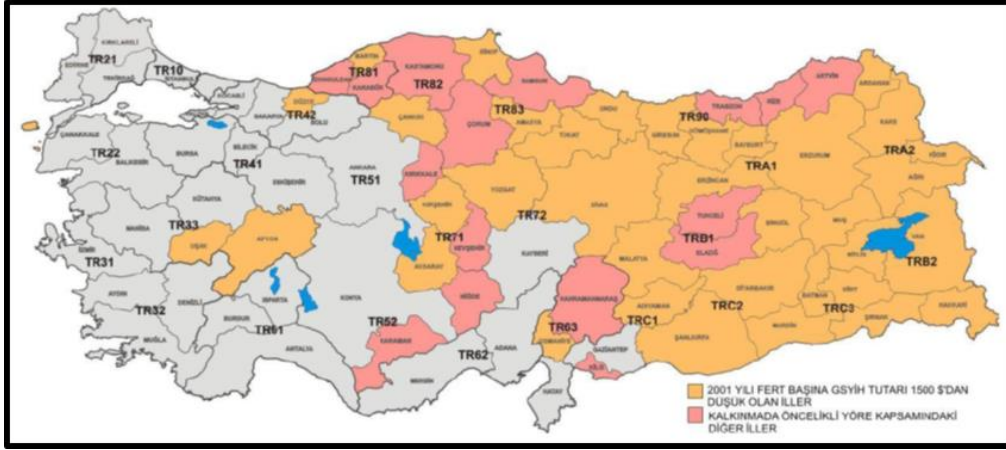 KIRKLARELİ
EDİRNE
TR21
TEKİRDAĞ
TR10
İSTANBUL
KOCAELİ
SAKARYA
DÜZCE
TR42
BOLU
ZONGULDAK
BARTIN
TR81
KARABÜK
KASTAMONU
TR82
SİNOP
SAMSUN
TR83
ÇANKIRI
ÇORUM
AMASYA
TOKAT
ORDU
GİRESUN
TR90
TRABZON
RİZE
ARTVİN
ARDAHAN
GÜMÜŞHANE
BAYBURT
KARS
TRA2
IĞDIR
AĞRI
ERZURUM
TRA1
ERZİNCAN
ÇANAKKALE
TR22
BALIKESİR
BURSA
BİLECİK
TR41
ESKİŞEHİR
KÜTAHYA
ANKARA
TR51
KIRIKKALE
KIRŞEHİR
YOZGAT
TR72
SİVAS
TUNCELİ
TRB1
ELAZIĞ
BİNGÖL
MUŞ
BİTLİS
VAN
TRB2
HAKKARİ
MANİSA
TR33
UŞAK
AFYON
İZMİR
TR31
AYDIN
TR32
DENİZLİ
MUĞLA
ISPARTA
BURDUR
TR61
ANTALYA
KONYA
TR52
KARAMAN
TR71
AKSARAY
NEVŞEHİR
NİĞDE
KAYSERİ
TR62
ADANA
MERSİN
HATAY
OSMANİYE
TR63
KAHRAMANMARAŞ
GAZİANTEP
KİLİS
MALATYA
ADIYAMAN
TRC1
ŞANLIURFA
DİYARBAKIR
TRC2
MARDİN
BATMAN
SİİRT
TRC3
ŞIRNAK
2001 YILI FERT BAŞINA GSYİH TUTARI 1500 $'DAN
DÜŞÜK OLAN İLLER
KALKINMADA ÖNCELİKLİ YÖRE KAPSAMINDAKİ
DİĞER İLLER